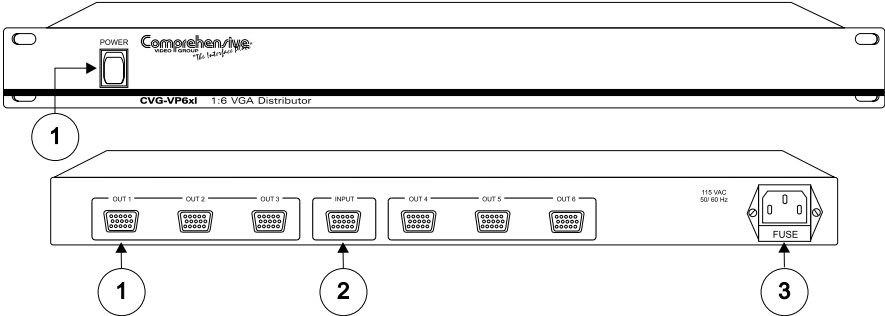 POWER
Comprehensive
VIDEO GROUP
"The Interface Place"
1
CVG-VP6xl 1:6 VGA Distributor
OUT 1 OUT 2 OUT 3 INPUT OUT 4 OUT 5 OUT 6
115 VAC
50/ 60 Hz
FUSE
1 2 3